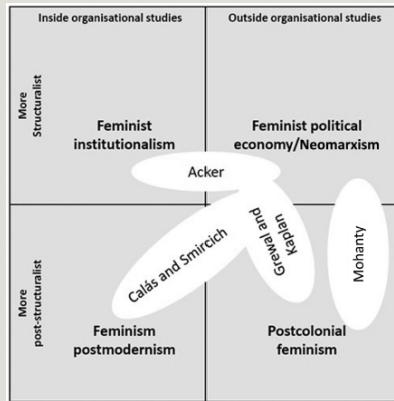 Inside organisational studies
Outside organisational studies
More
Structuralist
Feminist
institutionalism
Feminist political
economy/Neomarxism
Acker
Calás and Smircich
Grewal and
Kaplan
Mohanty
More
post-structuralist
Feminism
postmodernism
Postcolonial
feminism